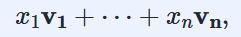 x₁v₁ + ⋯ + xₙvₙ,